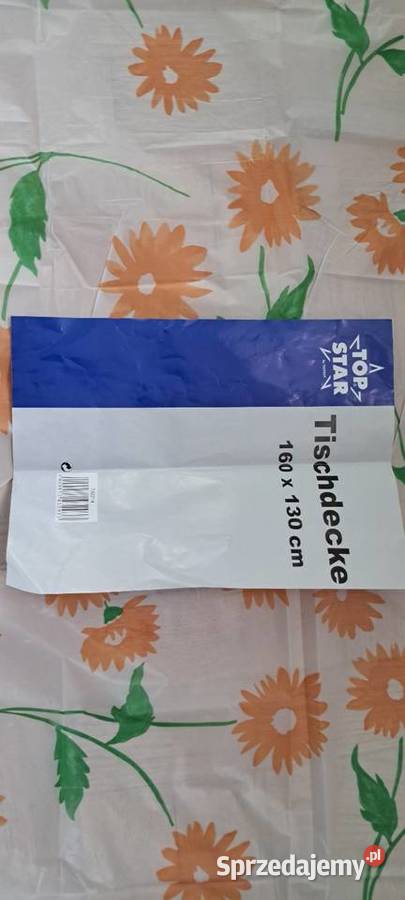 TOP
STAR
Tischdecke
160 x 130 cm
Sprzedajemy.pl